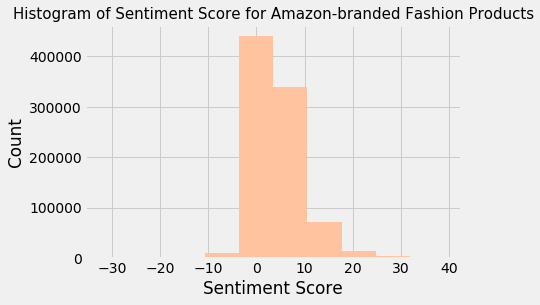 Histogram of Sentiment Score for Amazon-branded Fashion Products
400000
300000
200000
100000
0
Count
−30 −20 −10 0 10 20 30 40
Sentiment Score